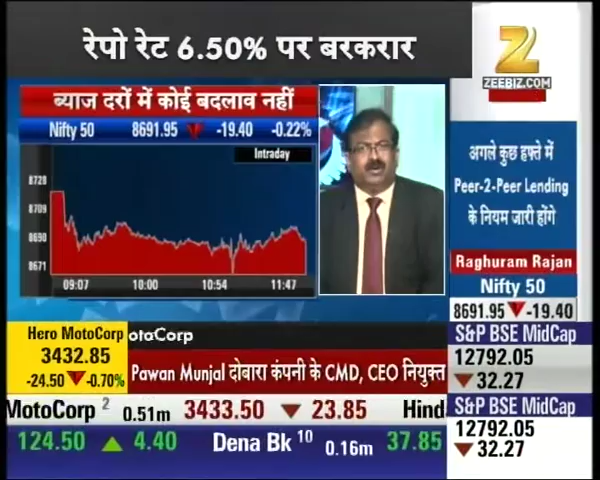 रेपो रेट 6.50% पर बरकरार
ZEEBIZ.COM
ब्याज दरों में कोई बदलाव नहीं
Nifty 50 8691.95 -19.40 -0.22%
Intraday
8728
8709
8690
8671
09:07 10:00 10:54 11:47
अगले कुछ हफ्ते में
Peer-2-Peer Lending
के नियम जारी होंगे
Raghuram Rajan
Nifty 50
8691.95 -19.40
Hero MotoCorp
3432.85
-24.50 -0.70%
otoCorp
Pawan Munjal दोबारा कंपनी के CMD, CEO नियुक्त
S&P BSE MidCap
12792.05
32.27
MotoCorp 2 0.51m 3433.50 23.85 Hind
124.50 4.40 Dena Bk 10 0.16m 37.85
S&P BSE MidCap
12792.05
32.27